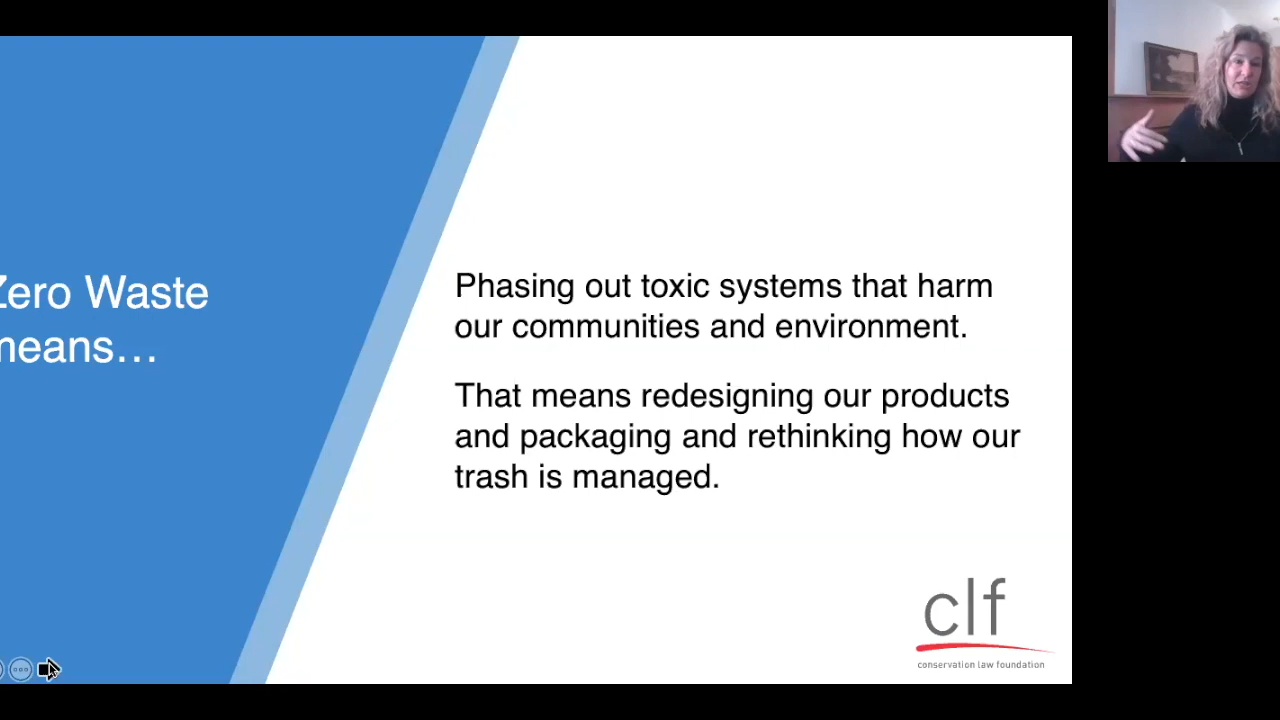 Zero Waste
means…
Phasing out toxic systems that harm
our communities and environment.
That means redesigning our products
and packaging and rethinking how our
trash is managed.
clf
conservation law foundation